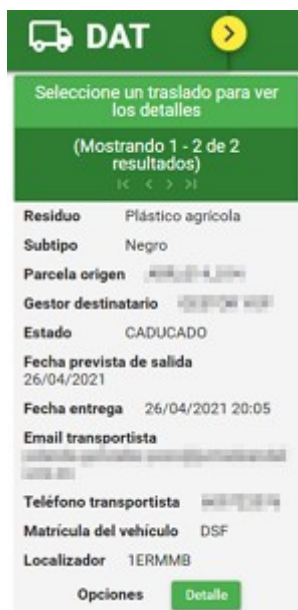 DAT
Seleccione un traslado para ver
los detalles
(Mostrando 1 - 2 de 2
resultados)
Residuo Plástico agrícola
Subtipo Negro
Parcela origen
Gestor destinatario
Estado CADUCADO
Fecha prevista de salida
26/04/2021
Fecha entrega 26/04/2021 20:05
Email transportista
Teléfono transportista
Matrícula del vehículo DSF
Localizador 1ERMMB
Opciones Detalle